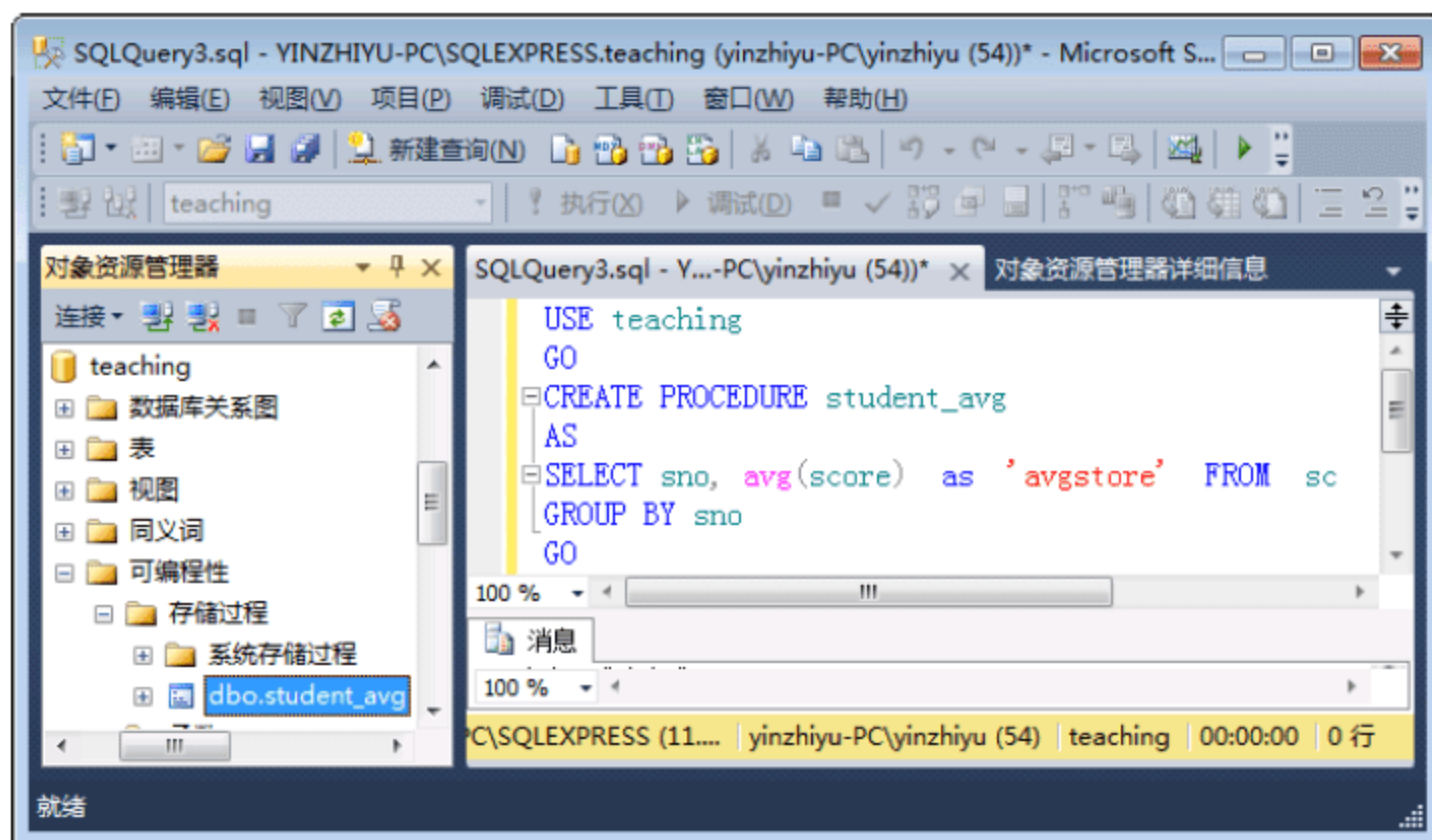 SQLQuery3.sql - YINZHIYU-PC\SQLEXPRESS.teaching (yinzhiyu-PC\yinzhiyu (54))* - Microsoft S...
文件(F) 编辑(E) 视图(V) 项目(P) 调试(D) 工具(T) 窗口(W) 帮助(H)
新建查询(N)
teaching 执行(X) 调试(D)
对象资源管理器
连接
teaching
数据库关系图
表
视图
同义词
可编程性
存储过程
系统存储过程
dbo.student_avg
SQLQuery3.sql - Y...-PC\yinzhiyu (54))* 对象资源管理器详细信息
USE teaching
GO
CREATE PROCEDURE student_avg
AS
SELECT sno, avg(score) as 'avgstore' FROM sc
GROUP BY sno
GO
100 %
消息
100 %
PC\SQLEXPRESS (11.... yinzhiyu-PC\yinzhiyu (54) teaching 00:00:00 0 行
就绪